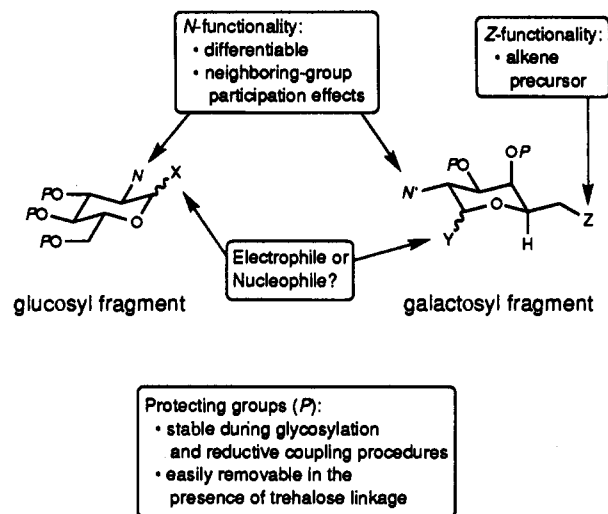 N-functionality:
• differentiable
• neighboring-group
participation effects
Z-functionality:
• alkene
precursor
N
X
PO
PO
PO
O
glucosyl fragment
Electrophile or
Nucleophile?
OP
PO
N'
O
Y
H
Z
galactosyl fragment
Protecting groups (P):
• stable during glycosylation
and reductive coupling procedures
• easily removable in the
presence of trehalose linkage